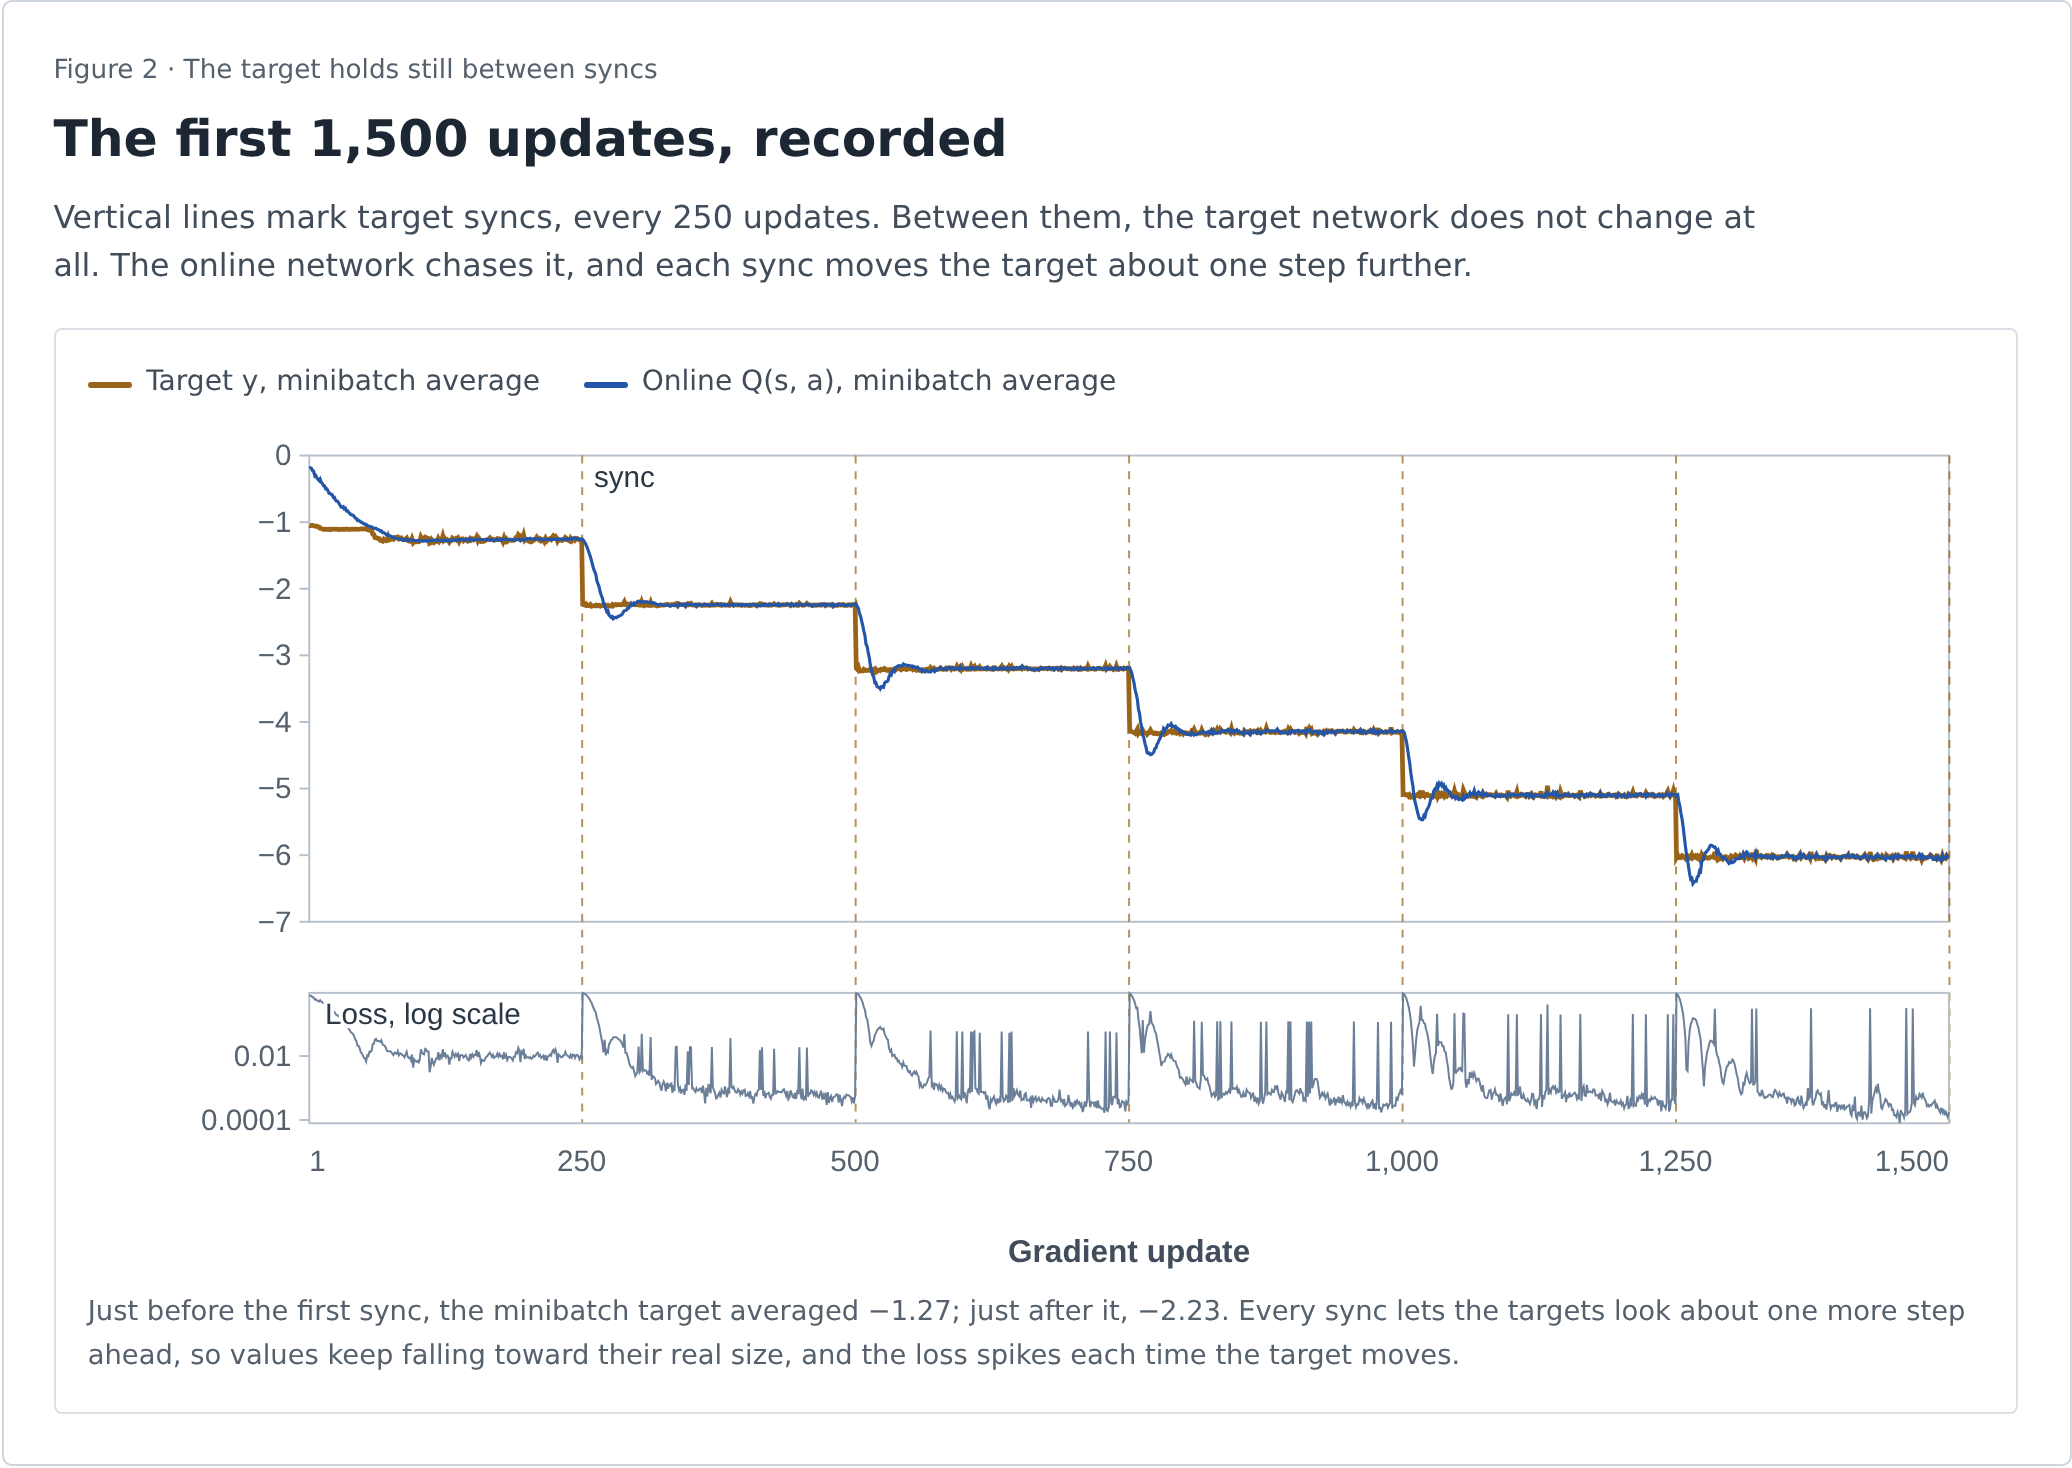 Figure 2 · The target holds still between syncs
The first 1,500 updates, recorded
Vertical lines mark target syncs, every 250 updates. Between them, the target network does not change at
all. The online network chases it, and each sync moves the target about one step further.
Target y, minibatch average
Online Q(s, a), minibatch average
0
sync
−1
−2
−3
−4
−5
−6
−7
Loss, log scale
0.01
0.0001
1 250 500 750 1,000 1,250 1,500
Gradient update
Just before the first sync, the minibatch target averaged −1.27; just after it, −2.23. Every sync lets the targets look about one more step
ahead, so values keep falling toward their real size, and the loss spikes each time the target moves.